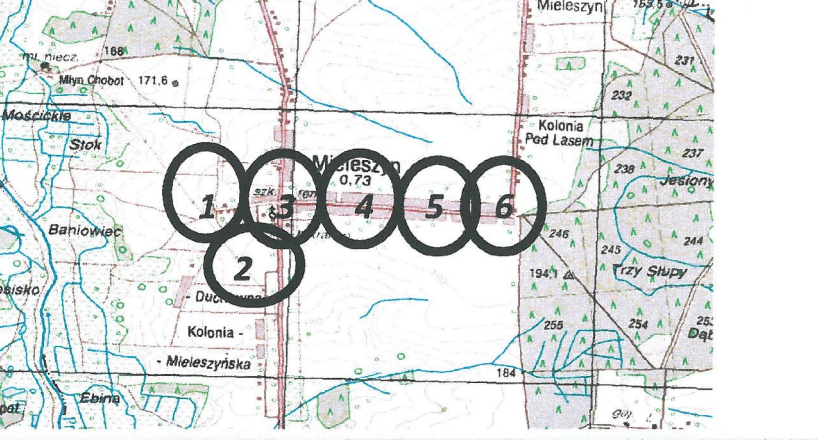 Mieleszyn
168
231
Młyn Chobot 171.6
232
Mościckie
Kolonia
Pod Lasem
Stok
237
238
Mieleszyn
0,73
Jesiony
szk.
1
3
4
5
6
Baniowiec
246
245
244
2
194.1
Trzy Słupy
Kolonia -
255
254
- Mieleszyńska
184
Ebina